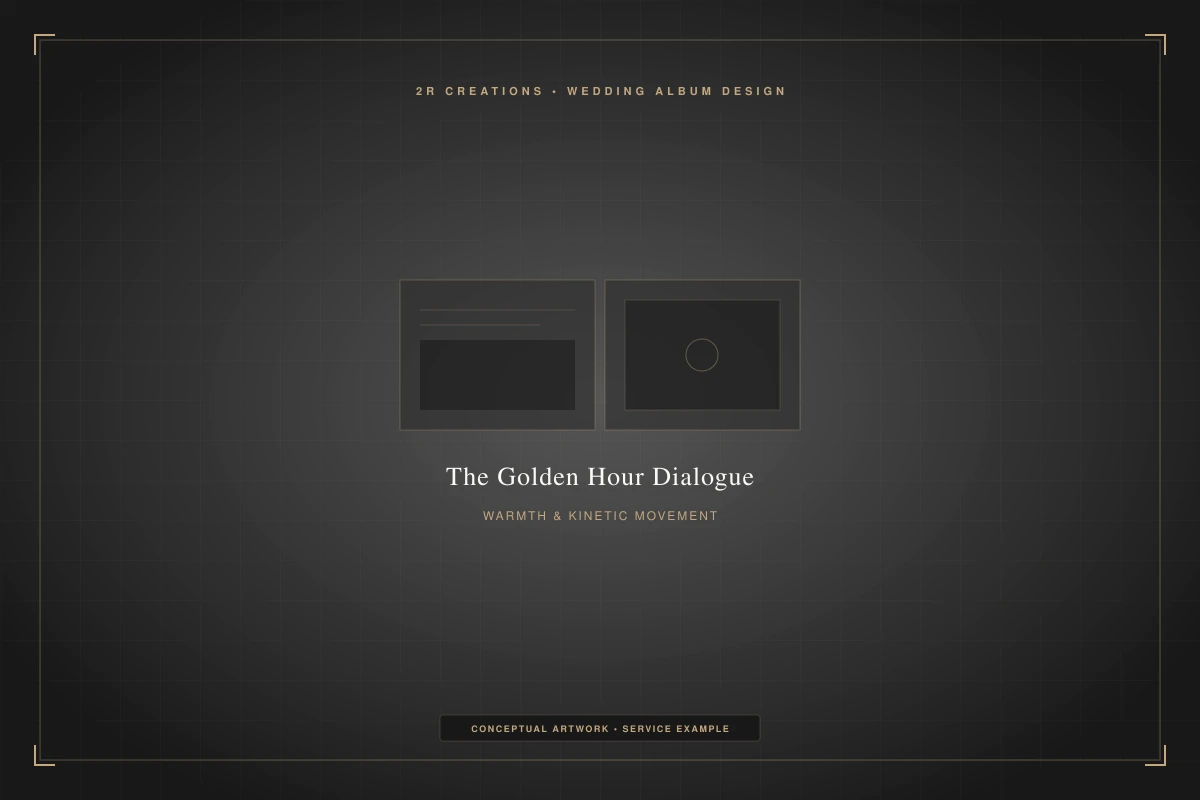 2R CREATIONS • WEDDING ALBUM DESIGN
The Golden Hour Dialogue
WARMTH & KINETIC MOVEMENT
CONCEPTUAL ARTWORK • SERVICE EXAMPLE